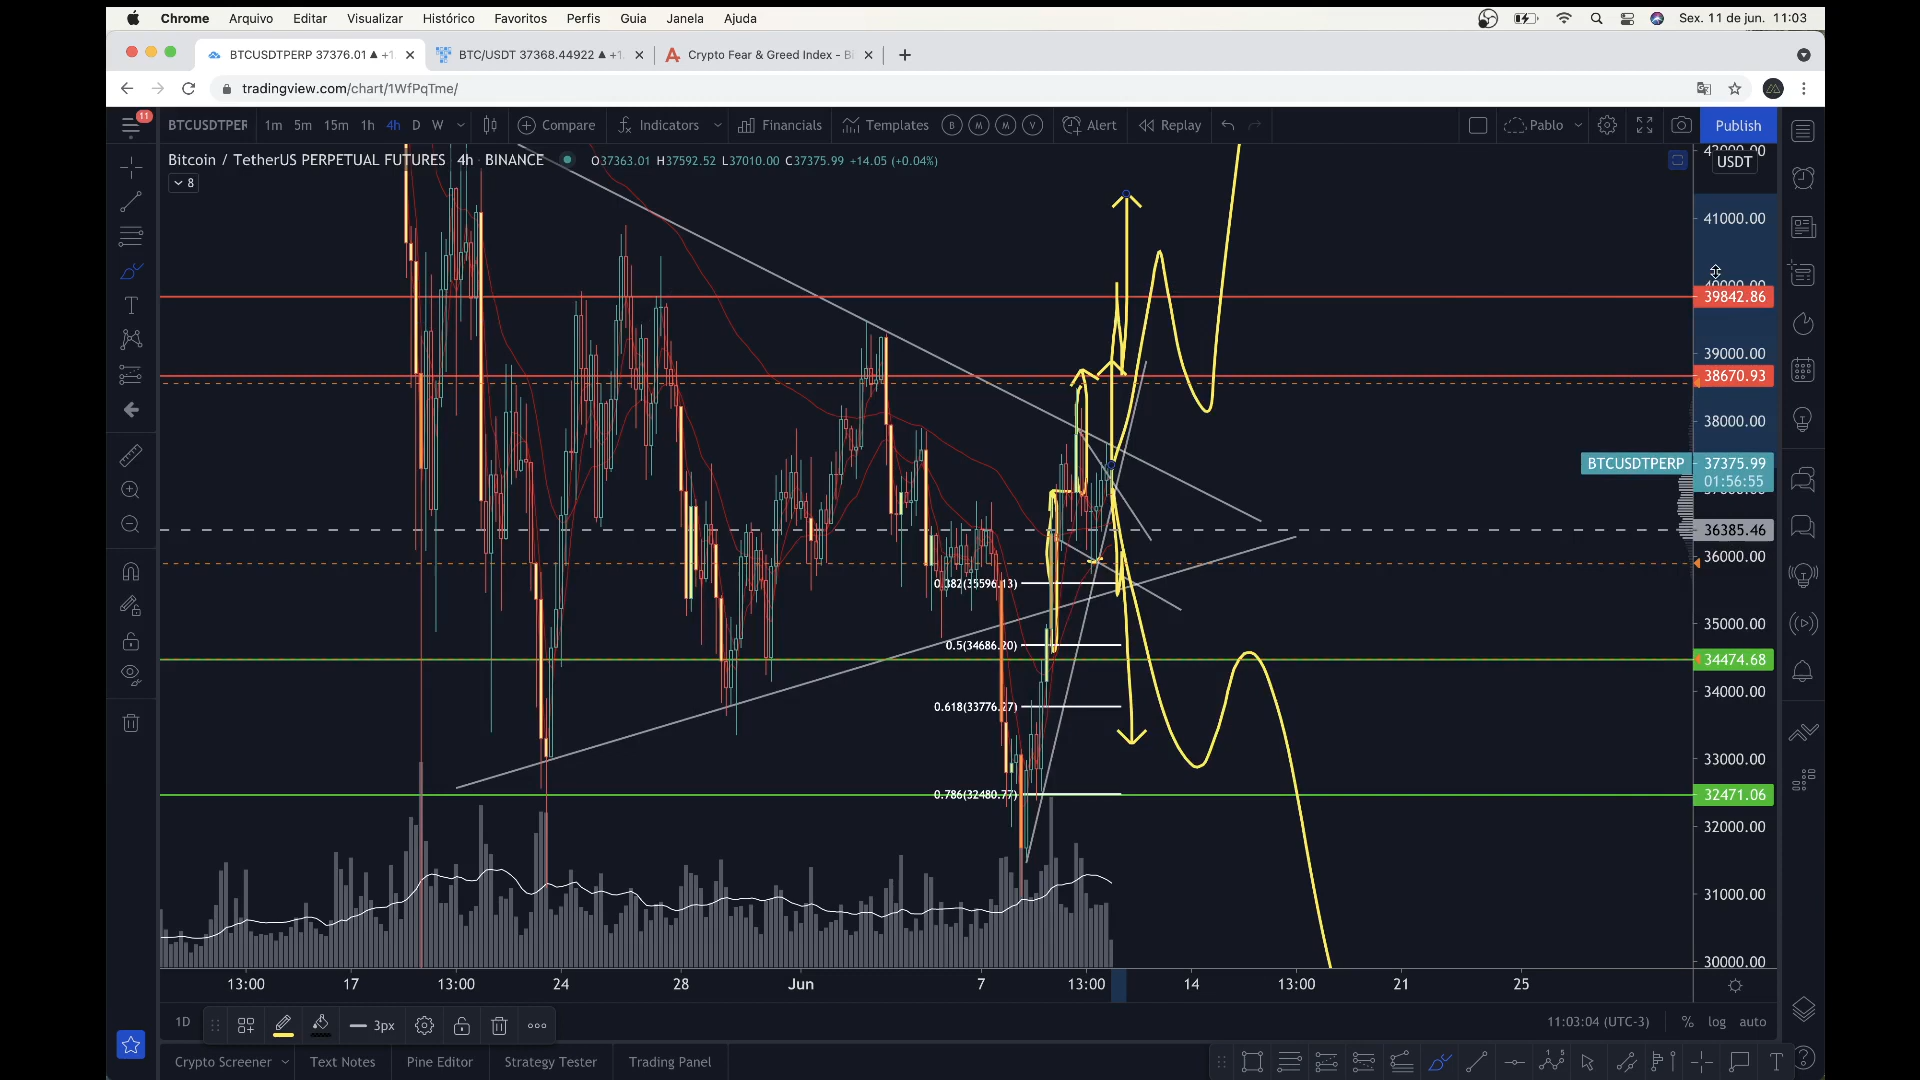 Chrome Arquivo Editar Visualizar Histórico Favoritos Perfis Guia Janela Ajuda Sex. 11 de jun. 11:03
BTCUSDTPERP 37376.01 ▲ +1 BTC/USDT 37368.44922 ▲ +1 Crypto Fear & Greed Index - B
tradingview.com/chart/1WfPqTme/
11
BTCUSDTPER 1m 5m 15m 1h 4h D W Compare Indicators Financials Templates B M M V Alert Replay Pablo Publish
Bitcoin / TetherUS PERPETUAL FUTURES 4h BINANCE O37363.01 H37592.52 L37010.00 C37375.99 +14.05 (+0.04%)
USDT
8
41000.00
39842.86
39000.00
38670.93
38000.00
BTCUSDTPERP 37375.99
01:56:55
36385.46
36000.00
0.382(35596.13)
35000.00
0.5(34686.20)
34474.68
34000.00
0.618(33776.27)
33000.00
0.786(32480.77)
32471.06
32000.00
31000.00
30000.00
13:00 17 13:00 24 28 Jun 7 13:00 14 13:00 21 25
1D 3px 11:03:04 (UTC-3) % log auto
Crypto Screener Text Notes Pine Editor Strategy Tester Trading Panel